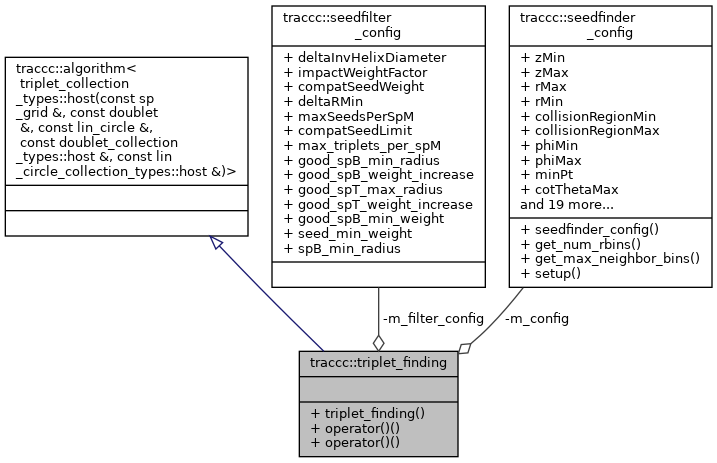 traccc::algorithm<
triplet_collection
_types::host(const sp
_grid &, const doublet
&, const lin_circle &,
const doublet_collection
_types::host &, const lin
_circle_collection_types::host &)>
traccc::seedfilter
_config
+ deltaInvHelixDiameter
+ impactWeightFactor
+ compatSeedWeight
+ deltaRMin
+ maxSeedsPerSpM
+ compatSeedLimit
+ max_triplets_per_spM
+ good_spB_min_radius
+ good_spB_weight_increase
+ good_spT_max_radius
+ good_spT_weight_increase
+ good_spB_min_weight
+ seed_min_weight
+ spB_min_radius
traccc::seedfinder
_config
+ zMin
+ zMax
+ rMax
+ rMin
+ collisionRegionMin
+ collisionRegionMax
+ phiMin
+ phiMax
+ minPt
+ cotThetaMax
and 19 more...
+ seedfinder_config()
+ get_num_rbins()
+ get_max_neighbor_bins()
+ setup()
-m_filter_config
-m_config
traccc::triplet_finding
+ triplet_finding()
+ operator()()
+ operator()()